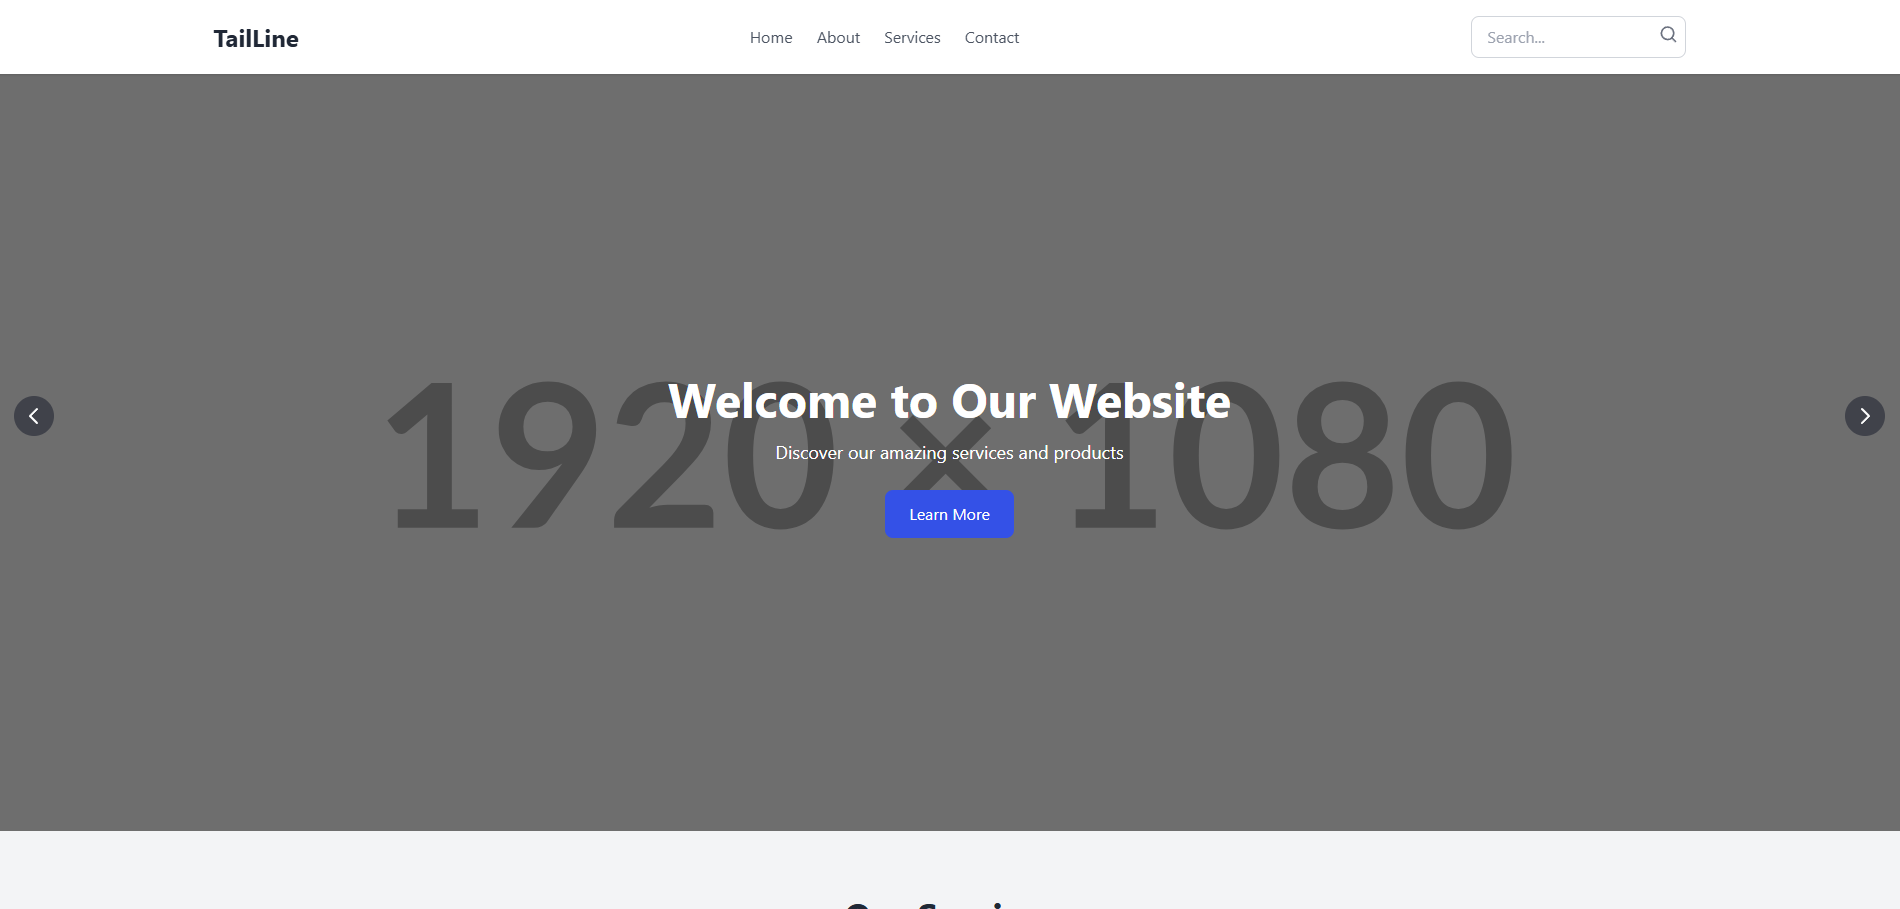 TailLine
Home About Services Contact
Search...
1920 × 1080
Welcome to Our Website
Discover our amazing services and products
Learn More